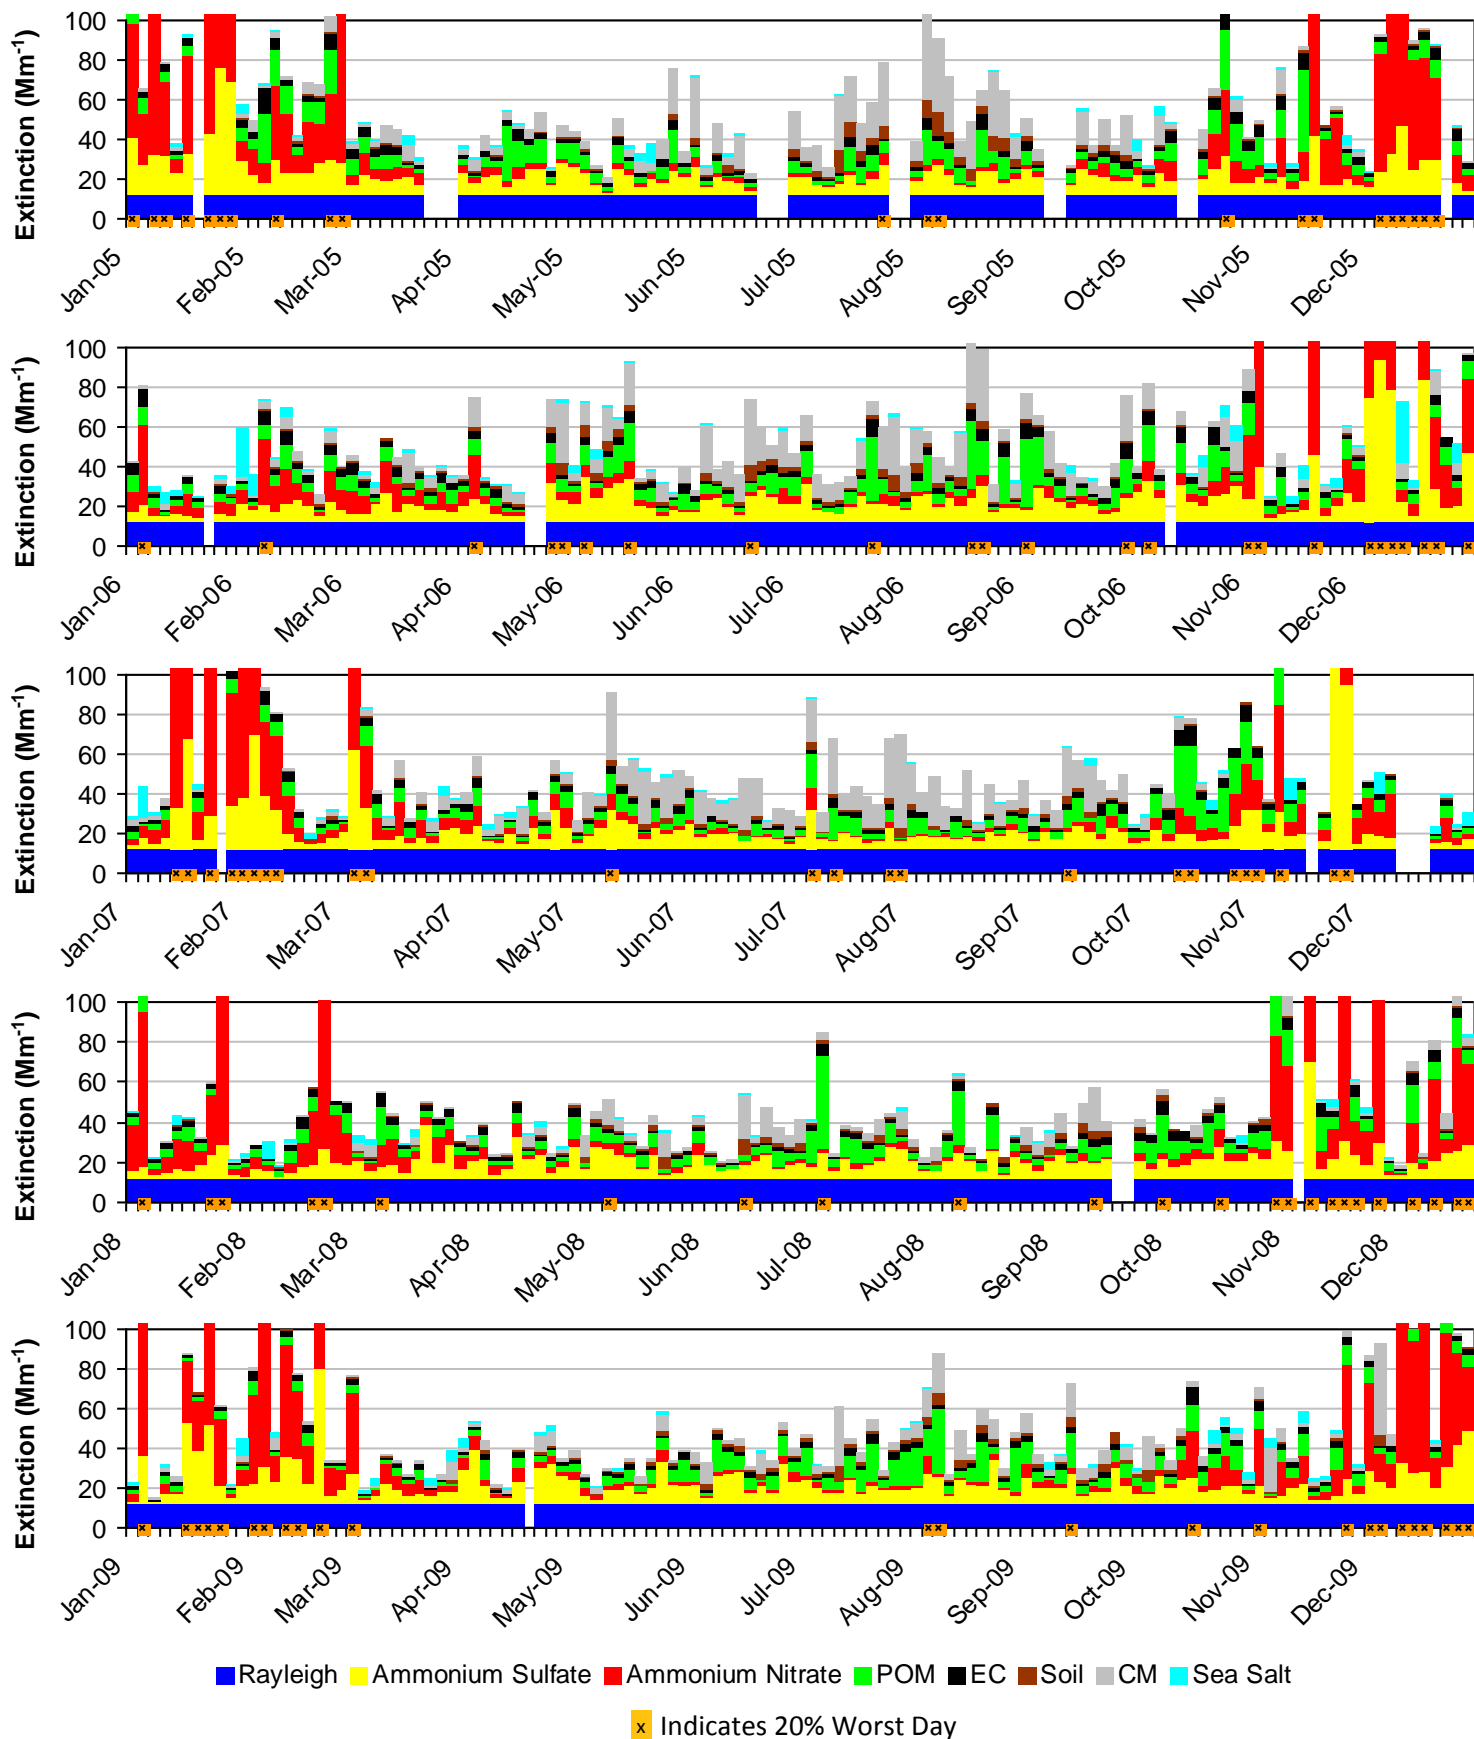 Extinction (Mm-1)
100
80
60
40
20
0
Jan-05 Feb-05 Mar-05 Apr-05 May-05 Jun-05 Jul-05 Aug-05 Sep-05 Oct-05 Nov-05 Dec-05
Extinction (Mm-1)
100
80
60
40
20
0
Jan-06 Feb-06 Mar-06 Apr-06 May-06 Jun-06 Jul-06 Aug-06 Sep-06 Oct-06 Nov-06 Dec-06
Extinction (Mm-1)
100
80
60
40
20
0
Jan-07 Feb-07 Mar-07 Apr-07 May-07 Jun-07 Jul-07 Aug-07 Sep-07 Oct-07 Nov-07 Dec-07
Extinction (Mm-1)
100
80
60
40
20
0
Jan-08 Feb-08 Mar-08 Apr-08 May-08 Jun-08 Jul-08 Aug-08 Sep-08 Oct-08 Nov-08 Dec-08
Extinction (Mm-1)
100
80
60
40
20
0
Jan-09 Feb-09 Mar-09 Apr-09 May-09 Jun-09 Jul-09 Aug-09 Sep-09 Oct-09 Nov-09 Dec-09
Rayleigh Ammonium Sulfate Ammonium Nitrate POM EC Soil CM Sea Salt
x Indicates 20% Worst Day